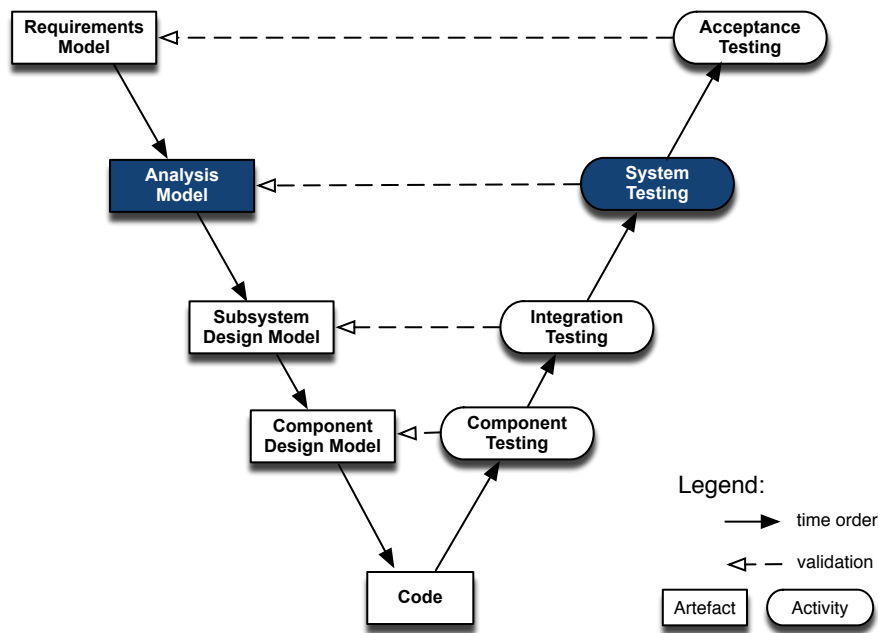 Requirements
Model
Acceptance
Testing
Analysis
Model
System
Testing
Subsystem
Design Model
Integration
Testing
Component
Design Model
Component
Testing
Code
Legend:
time order
validation
Artefact
Activity